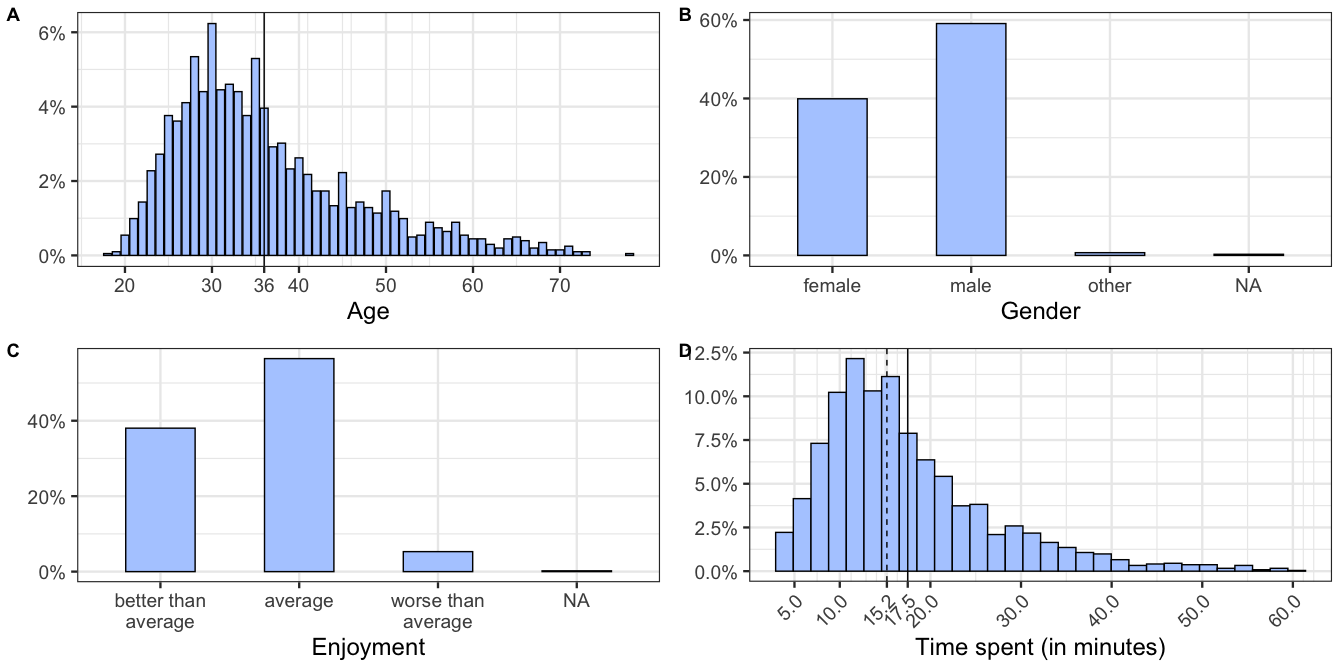 A
6%
4%
2%
0%
20 30 36 40 50 60 70
Age
B
60%
40%
20%
0%
female male other NA
Gender
C
40%
20%
0%
better than average worse than NA
average average
Enjoyment
D
12.5%
10.0%
7.5%
5.0%
2.5%
0.0%
5.0 10.0 15.2 17.5 20.0 30.0 40.0 50.0 60.0
Time spent (in minutes)